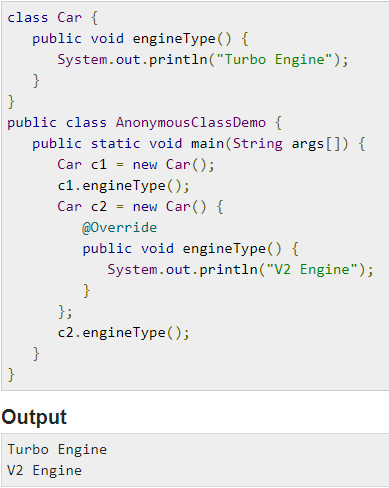 class Car {
   public void engineType() {
      System.out.println("Turbo Engine");
   }
}
public class AnonymousClassDemo {
   public static void main(String args[]) {
      Car c1 = new Car();
      c1.engineType();
      Car c2 = new Car() {
         @Override
         public void engineType() {
            System.out.println("V2 Engine");
         }
      };
      c2.engineType();
   }
}
Output
Turbo Engine
V2 Engine